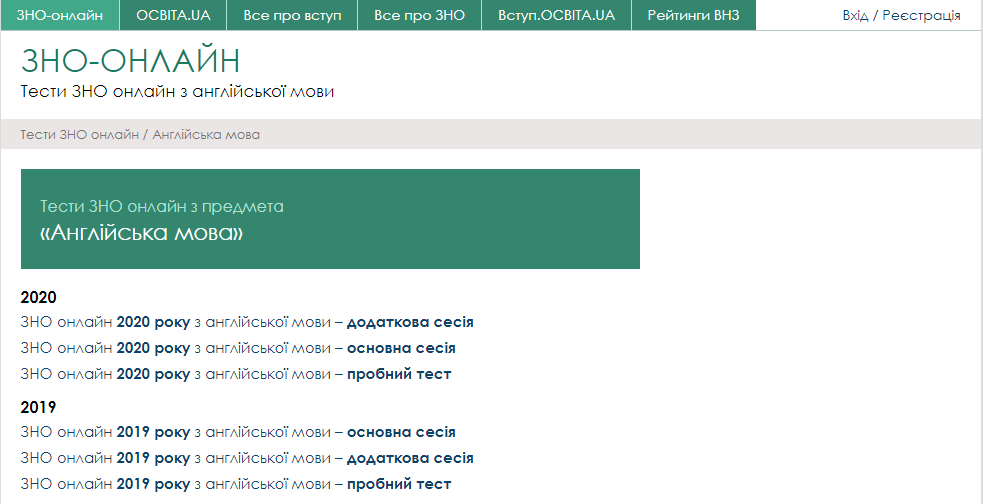 ЗНО-онлайн ОСВІТА.UA Все про вступ Все про ЗНО Вступ.ОСВІТА.UA Рейтинги ВНЗ Вхід / Реєстрація
ЗНО-ОНЛАЙН
Тести ЗНО онлайн з англійської мови
Тести ЗНО онлайн / Англійська мова
Тести ЗНО онлайн з предмета
«Англійська мова»
2020
ЗНО онлайн 2020 року з англійської мови – додаткова сесія
ЗНО онлайн 2020 року з англійської мови – основна сесія
ЗНО онлайн 2020 року з англійської мови – пробний тест
2019
ЗНО онлайн 2019 року з англійської мови – основна сесія
ЗНО онлайн 2019 року з англійської мови – додаткова сесія
ЗНО онлайн 2019 року з англійської мови – пробний тест